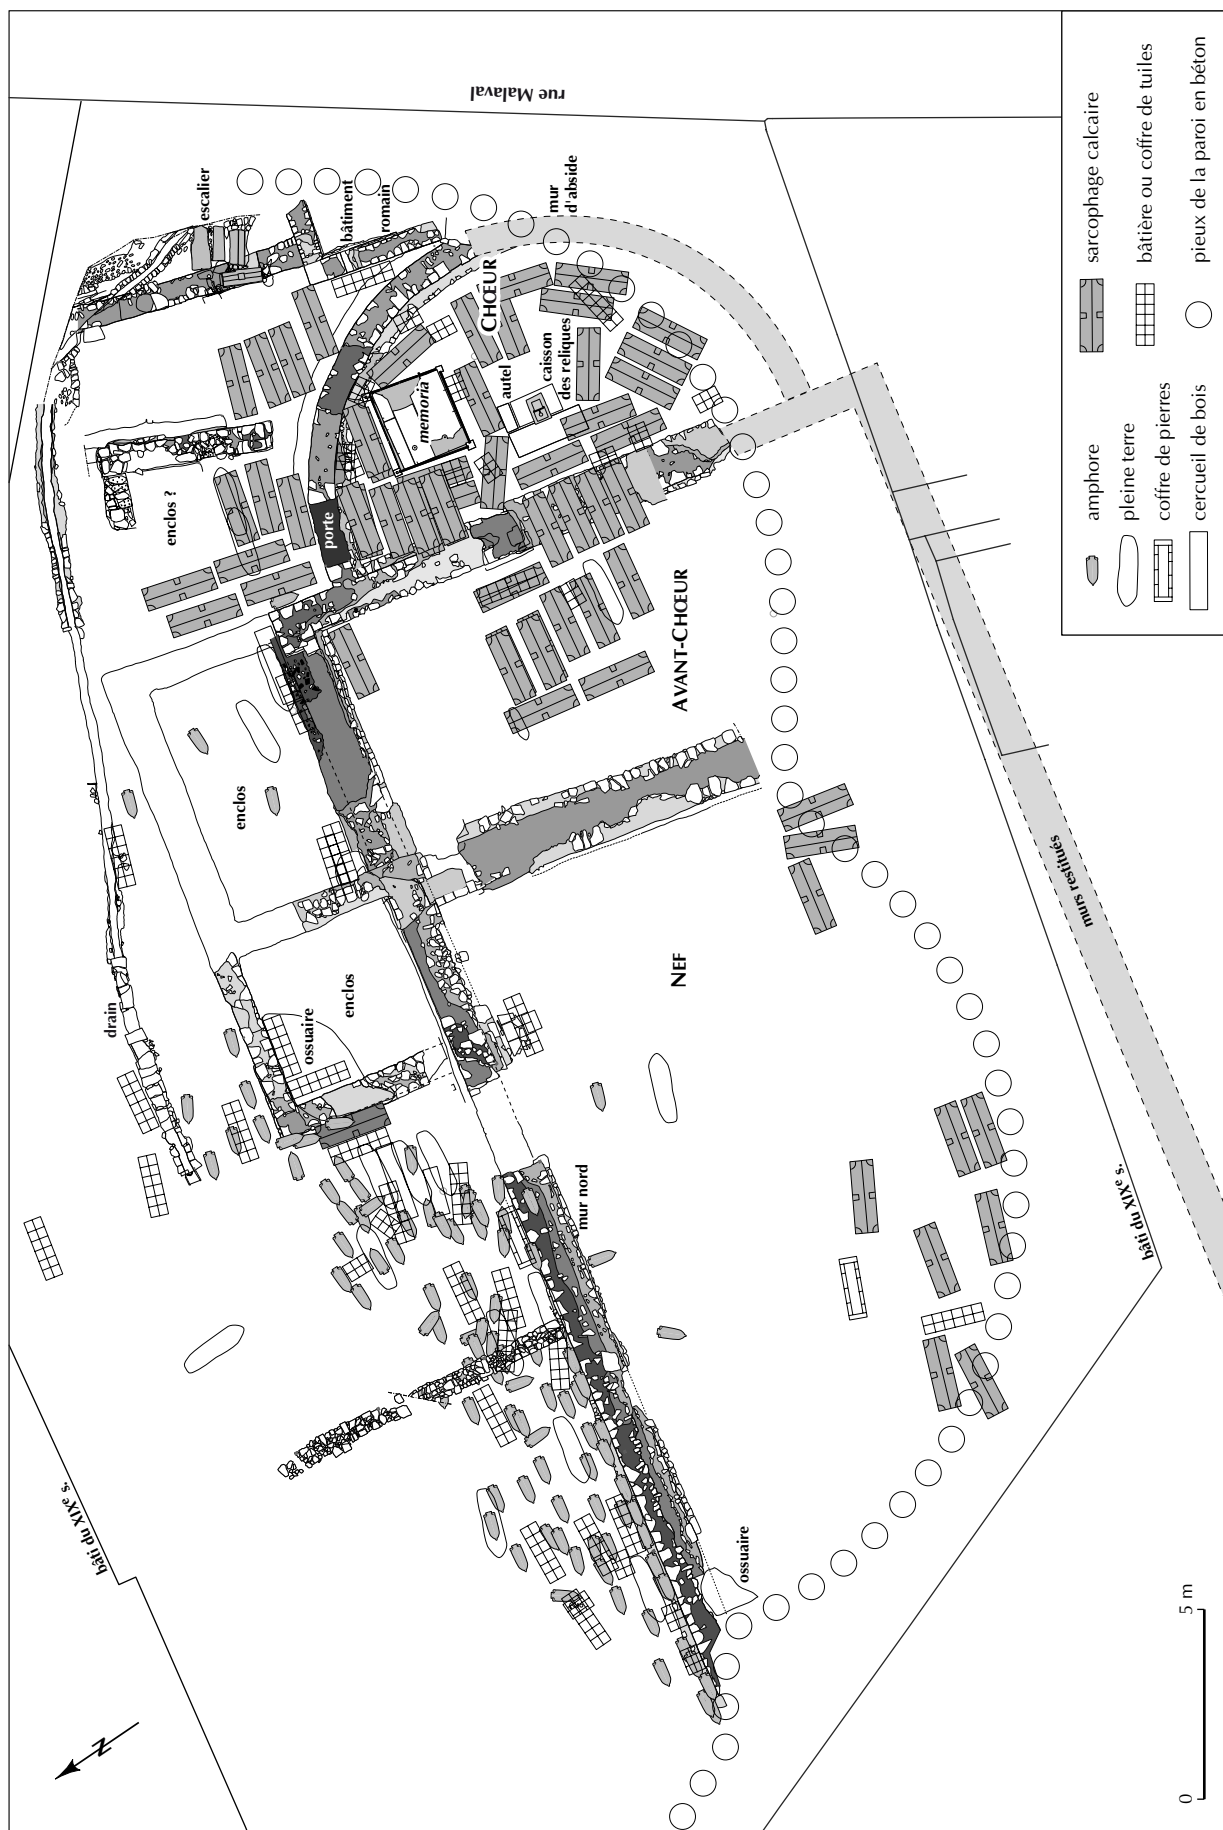 rue Malaval
escalier
bâtiment
romain
mur
d'abside
CHŒUR
memoria
autel
caisson
des reliques
porte
enclos ?
AVANT-CHŒUR
enclos
enclos
ossuaire
drain
NEF
mur nord
ossuaire
murs restitués
bâti du XIXe s.
bâti du XIXe s.
N
0
5 m
amphore
pleine terre
coffre de pierres
cercueil de bois
sarcophage calcaire
bâtière ou coffre de tuiles
pieux de la paroi en béton